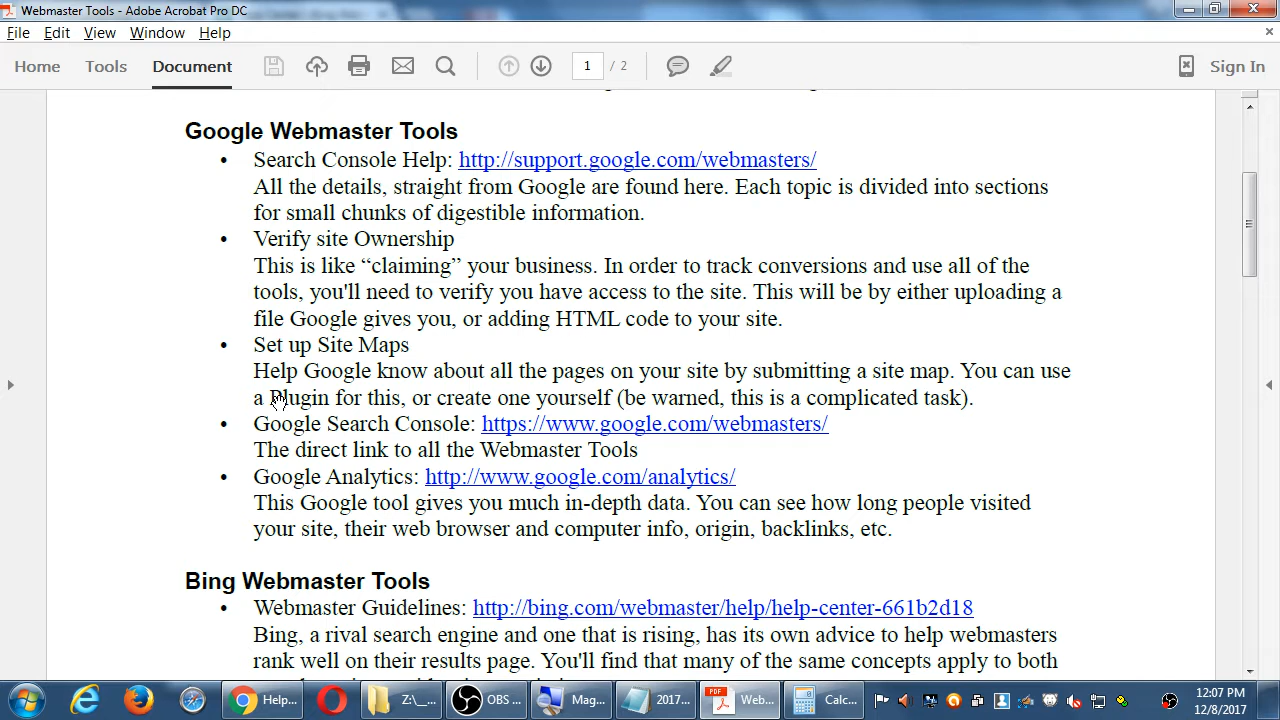 Webmaster Tools - Adobe Acrobat Pro DC
File Edit View Window Help
Home Tools Document 1 / 2 Sign In
Google Webmaster Tools
• Search Console Help: http://support.google.com/webmasters/
All the details, straight from Google are found here. Each topic is divided into sections
for small chunks of digestible information.
• Verify site Ownership
This is like “claiming” your business. In order to track conversions and use all of the
tools, you'll need to verify you have access to the site. This will be by either uploading a
file Google gives you, or adding HTML code to your site.
• Set up Site Maps
Help Google know about all the pages on your site by submitting a site map. You can use
a Plugin for this, or create one yourself (be warned, this is a complicated task).
• Google Search Console: https://www.google.com/webmasters/
The direct link to all the Webmaster Tools
• Google Analytics: http://www.google.com/analytics/
This Google tool gives you much in-depth data. You can see how long people visited
your site, their web browser and computer info, origin, backlinks, etc.
Bing Webmaster Tools
• Webmaster Guidelines: http://bing.com/webmaster/help/help-center-661b2d18
Bing, a rival search engine and one that is rising, has its own advice to help webmasters
rank well on their results page. You'll find that many of the same concepts apply to both
Help... Z:\_... OBS ... Mag... 2017... Web... Calc...
12:07 PM
12/8/2017